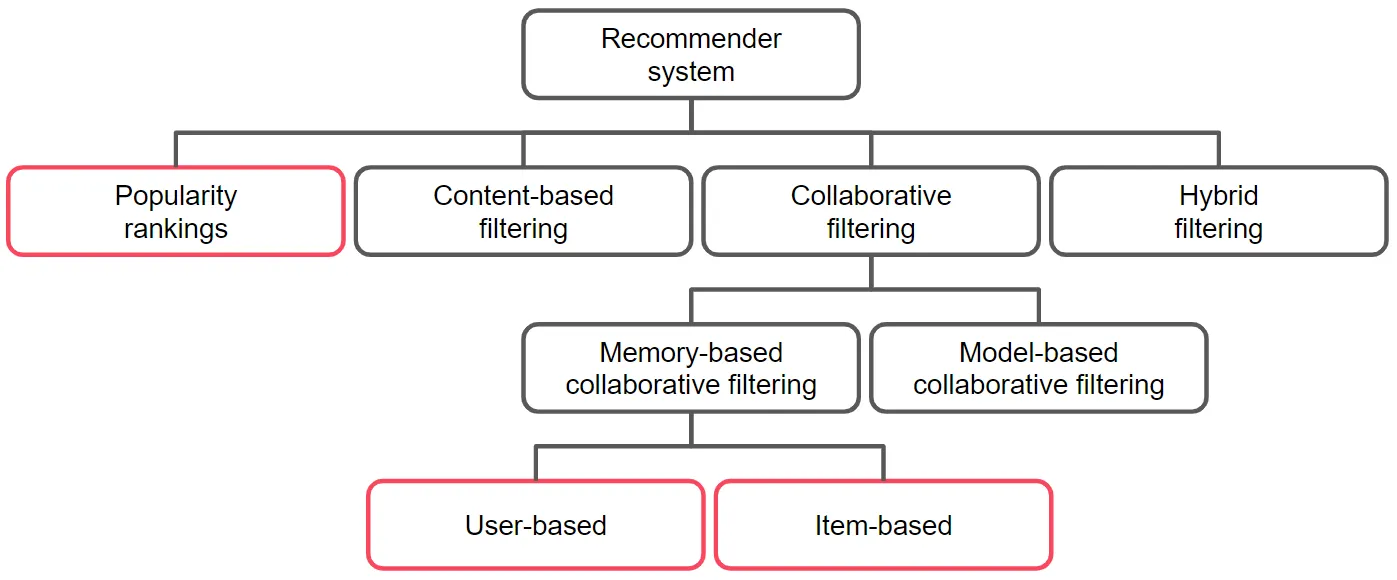 Recommender
system
Popularity
rankings
Content-based
filtering
Collaborative
filtering
Hybrid
filtering
Memory-based
collaborative filtering
Model-based
collaborative filtering
User-based
Item-based